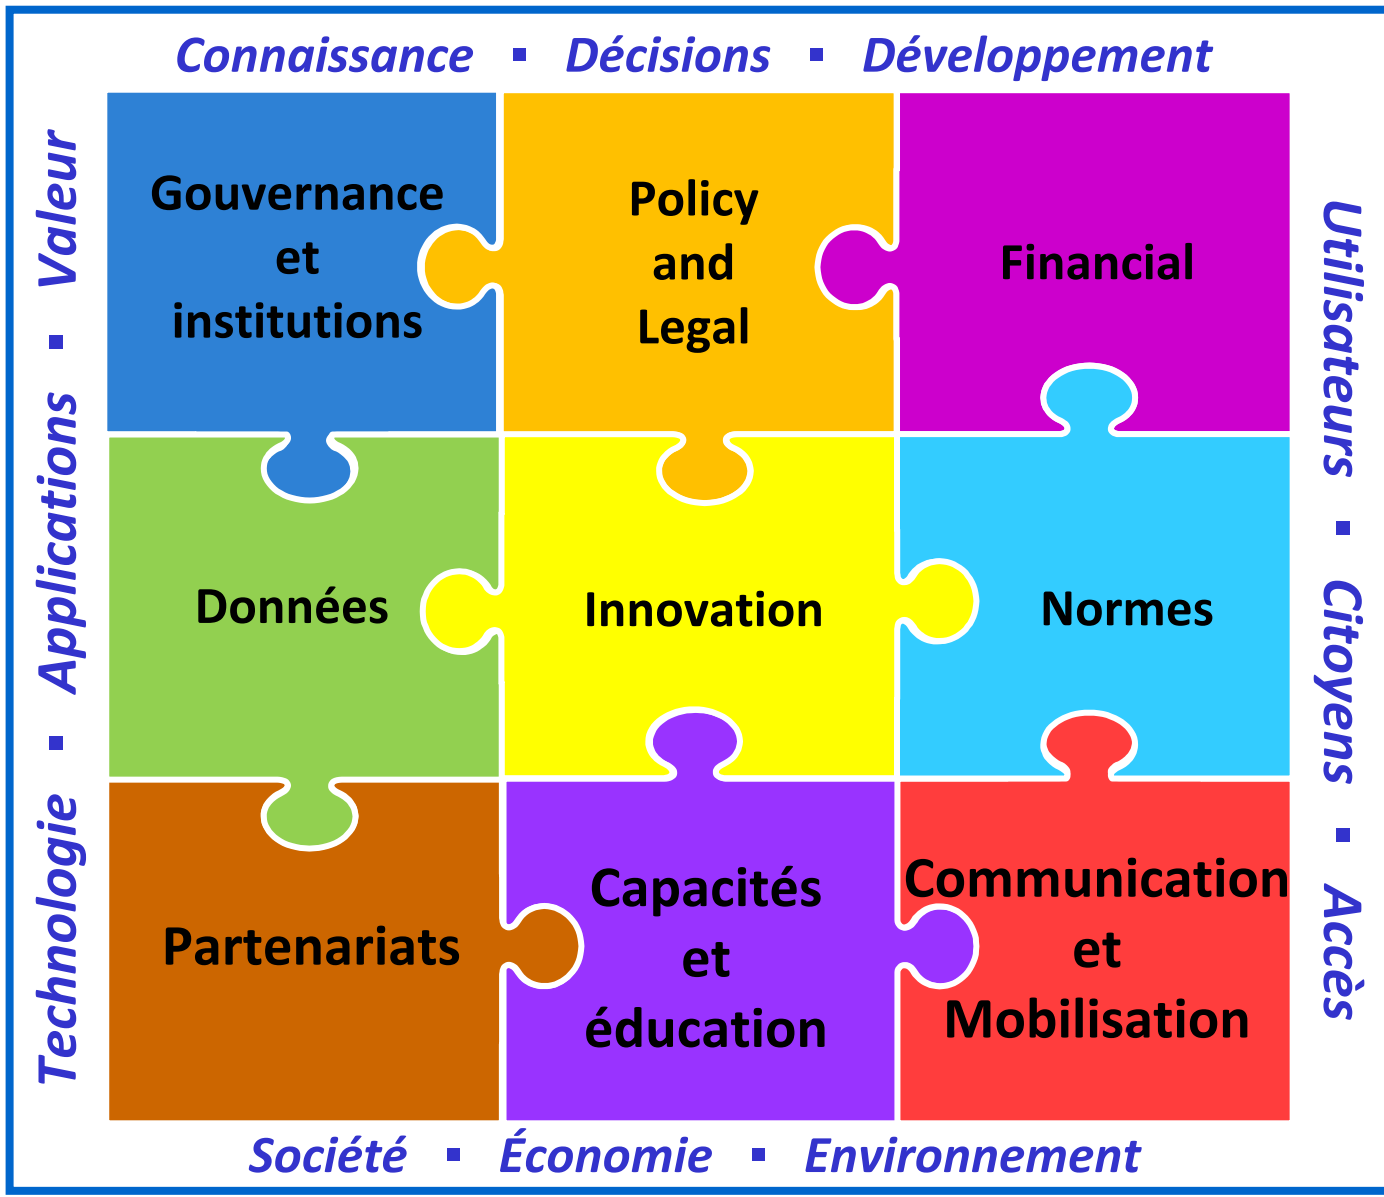 Connaissance ▪ Décisions ▪ Développement
Technologie ▪ Applications ▪ Valeur
Utilisateurs ▪ Citoyens ▪ Accès
Gouvernance
et
institutions
Policy
and
Legal
Financial
Données
Innovation
Normes
Partenariats
Capacités
et
éducation
Communication
et
Mobilisation
Société ▪ Économie ▪ Environnement